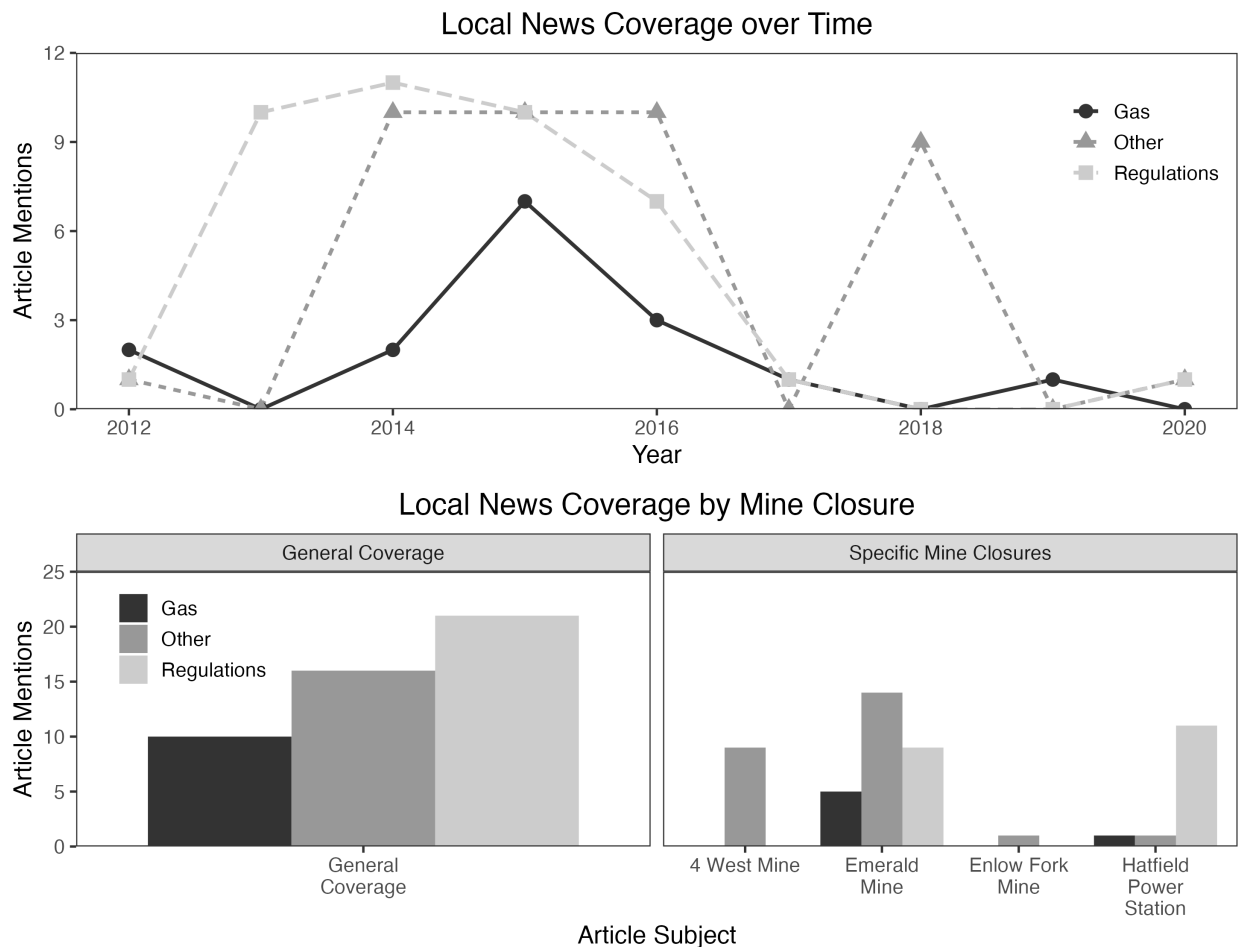 Local News Coverage over Time
Article Mentions
12
9
6
3
0
Gas
Other
Regulations
2012
2014
2016
2018
2020
Year
Local News Coverage by Mine Closure
General Coverage
Specific Mine Closures
Article Mentions
25
20
15
10
5
0
Gas
Other
Regulations
General
Coverage
4 West Mine
Emerald
Mine
Enlow Fork
Mine
Hatfield
Power
Station
Article Subject